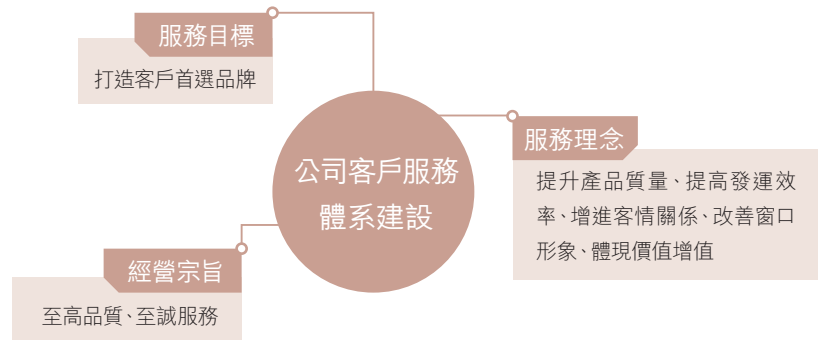 服務目標
打造客戶首選品牌
公司客戶服務
體系建設
服務理念
提升產品質量、提高發運效
率、增進客情關係、改善窗口
形象、體現價值增值
經營宗旨
至高品質、至誠服務